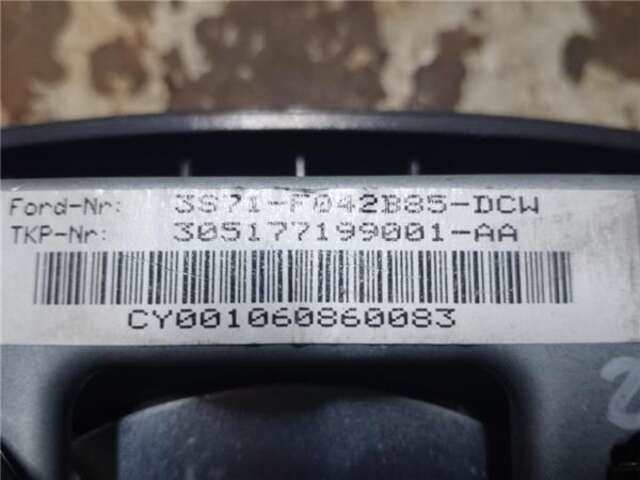 Ford-Nr: 3S71-F042B85-DCW
TKP-Nr: 305177199001-AA
CY001060860083